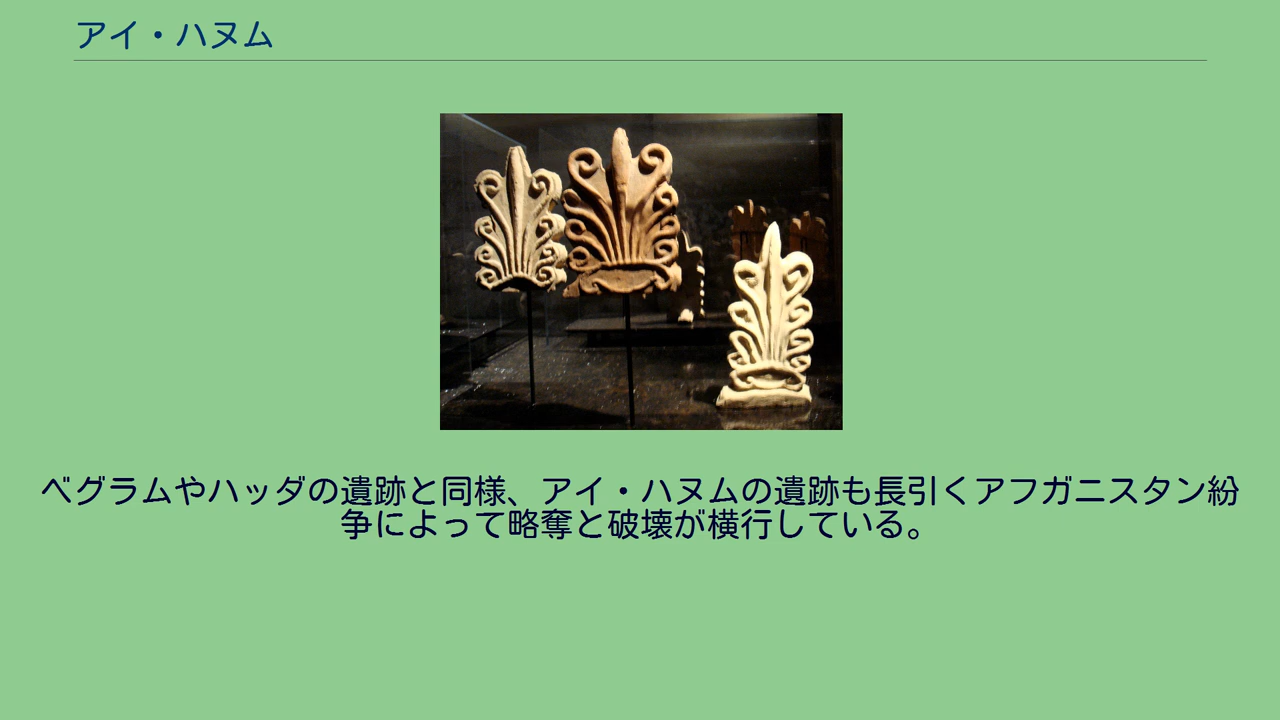 アイ・ハヌム
ベグラムやハッダの遺跡と同様、アイ・ハヌムの遺跡も長引くアフガニスタン紛
争によって略奪と破壊が横行している。